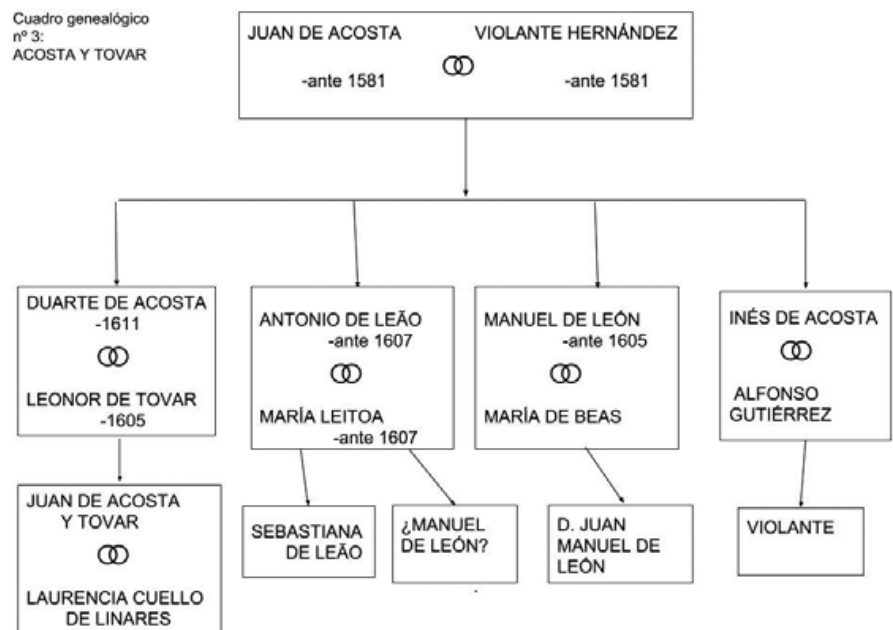 Cuadro genealógico
nº 3:
ACOSTA Y TOVAR
JUAN DE ACOSTA VIOLANTE HERNÁNDEZ
-ante 1581 -ante 1581
DUARTE DE ACOSTA
-1611
LEONOR DE TOVAR
-1605
ANTONIO DE LEÃO
-ante 1607
MARÍA LEITOA
-ante 1607
MANUEL DE LEÓN
-ante 1605
MARÍA DE BEAS
INÉS DE ACOSTA
ALFONSO
GUTIÉRREZ
JUAN DE ACOSTA
Y TOVAR
LAURENCIA CUELLO
DE LINARES
SEBASTIANA
DE LEÃO
¿MANUEL
DE LEÓN?
D. JUAN
MANUEL DE
LEÓN
VIOLANTE